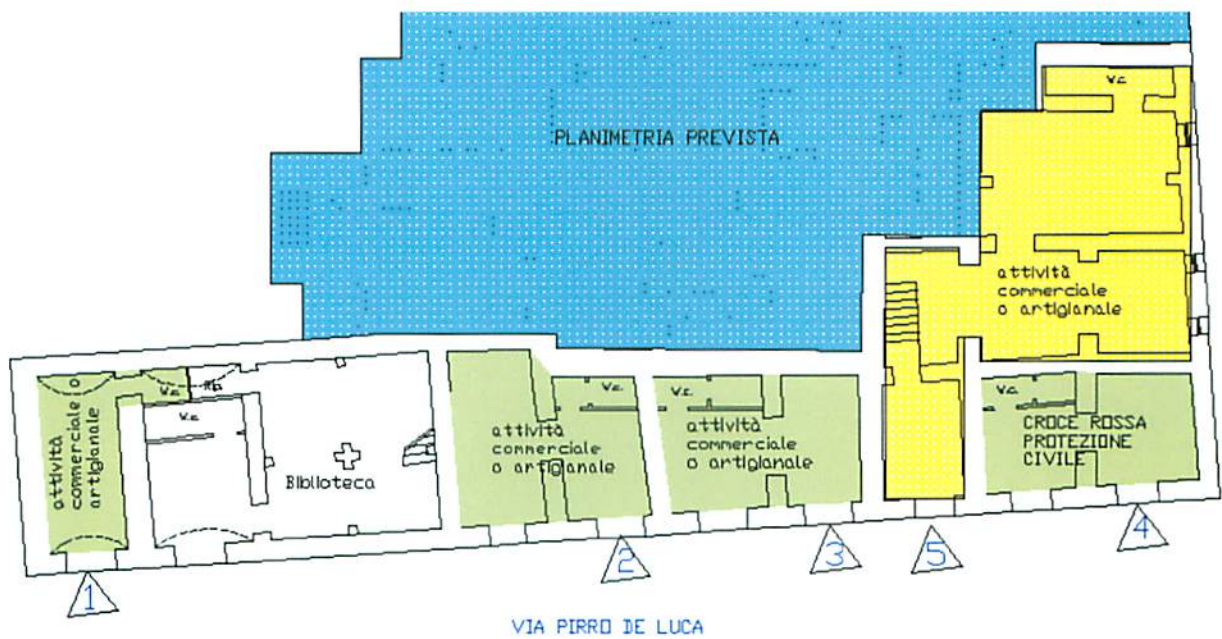 v.c.
PLANIMETRIA PREVISTA
attività
commerciale
o artigianale
v.c.
v.c.
v.c.
v.c.
v.c.
attività
commerciale o
artigianale
Biblioteca
attività
commerciale
o artigianale
attività
commerciale
o artigianale
CROCE ROSSA
PROTEZIONE
CIVILE
1
2
3
5
4
VIA PIRRO DE LUCA